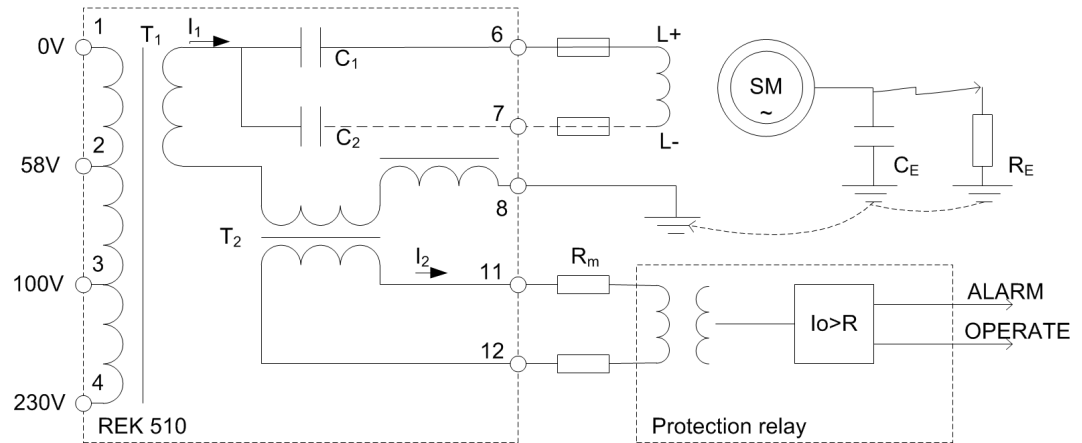 1
0V
T1
I1
C1
6
L+
SM
~
2
58V
C2
7
L-
CE
RE
8
T2
3
100V
I2
11
Rm
Io>R
ALARM
OPERATE
12
4
230V
REK 510
Protection relay